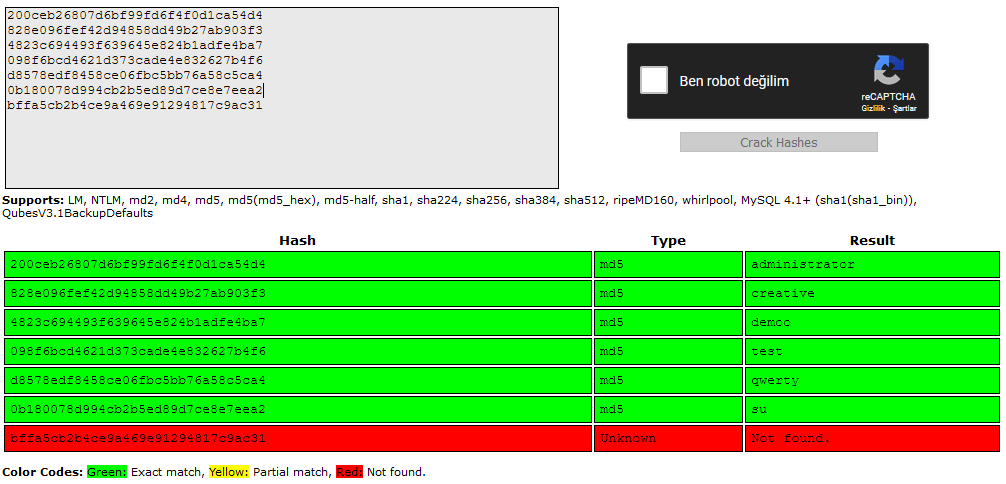 200ceb26807d6bf99fd6f4f0d1ca54d4
828e096fef42d94858dd49b27ab903f3
4823c694493f639645e824b1adfe4ba7
098f6bcd4621d373cade4e832627b4f6
d8578edf8458ce06fbc5bb76a58c5ca4
0b180078d994cb2b5ed89d7ce8e7eea2
bffa5cb2b4ce9a469e91294817c9ac31
Ben robot değilim
reCAPTCHA
Gizlilik - Şartlar
Crack Hashes
Supports: LM, NTLM, md2, md4, md5, md5(md5_hex), md5-half, sha1, sha224, sha256, sha384, sha512, ripeMD160, whirlpool, MySQL 4.1+ (sha1(sha1_bin)),
QubesV3.1BackupDefaults
Hash Type Result
200ceb26807d6bf99fd6f4f0d1ca54d4 md5 administrator
828e096fef42d94858dd49b27ab903f3 md5 creative
4823c694493f639645e824b1adfe4ba7 md5 demoo
098f6bcd4621d373cade4e832627b4f6 md5 test
d8578edf8458ce06fbc5bb76a58c5ca4 md5 qwerty
0b180078d994cb2b5ed89d7ce8e7eea2 md5 su
bffa5cb2b4ce9a469e91294817c9ac31 Unknown Not found.
Color Codes: Green: Exact match, Yellow: Partial match, Red: Not found.